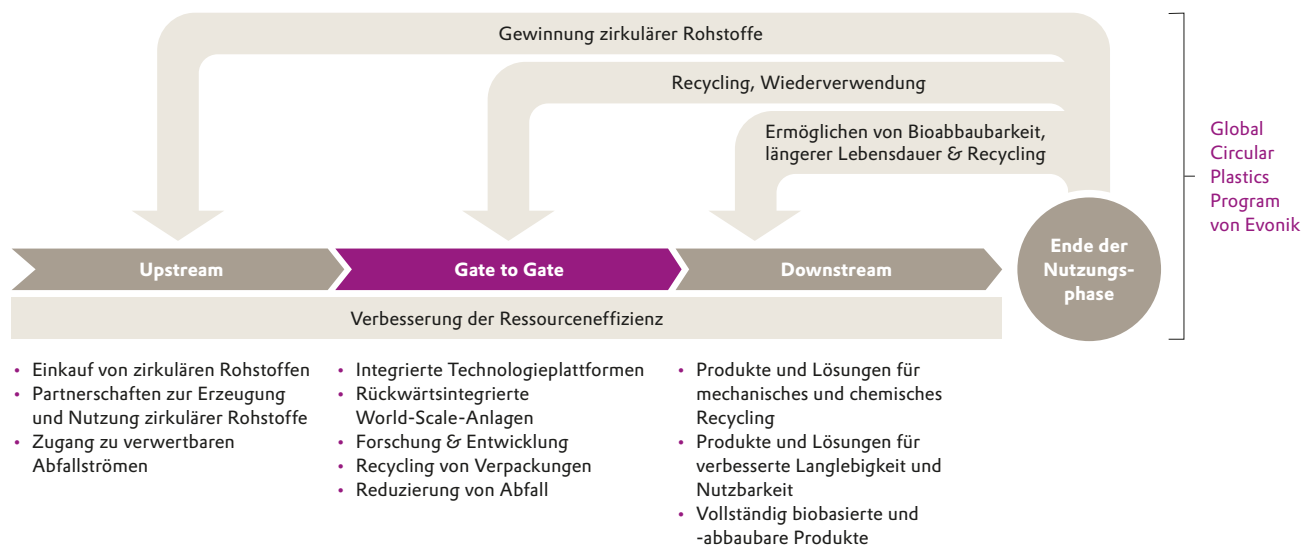 Gewinnung zirkulärer Rohstoffe
Recycling, Wiederverwendung
Ermöglichen von Bioabbaubarkeit,
längerer Lebensdauer & Recycling
Global
Circular
Plastics
Program
von Evonik
Upstream
Gate to Gate
Downstream
Ende der
Nutzungs-
phase
Verbesserung der Ressourceneffizienz
• Einkauf von zirkulären Rohstoffen
• Partnerschaften zur Erzeugung
und Nutzung zirkulärer Rohstoffe
• Zugang zu verwertbaren
Abfallströmen
• Integrierte Technologieplattformen
• Rückwärtsintegrierte
World-Scale-Anlagen
• Forschung & Entwicklung
• Recycling von Verpackungen
• Reduzierung von Abfall
• Produkte und Lösungen für
mechanisches und chemisches
Recycling
• Produkte und Lösungen für
verbesserte Langlebigkeit und
Nutzbarkeit
• Vollständig biobasierte und
-abbaubare Produkte